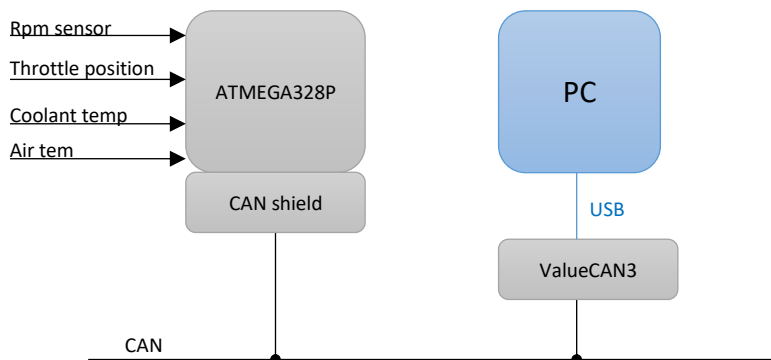 Rpm sensor
Throttle position
Coolant temp
Air tem
ATMEGA328P
CAN shield
PC
USB
ValueCAN3
CAN